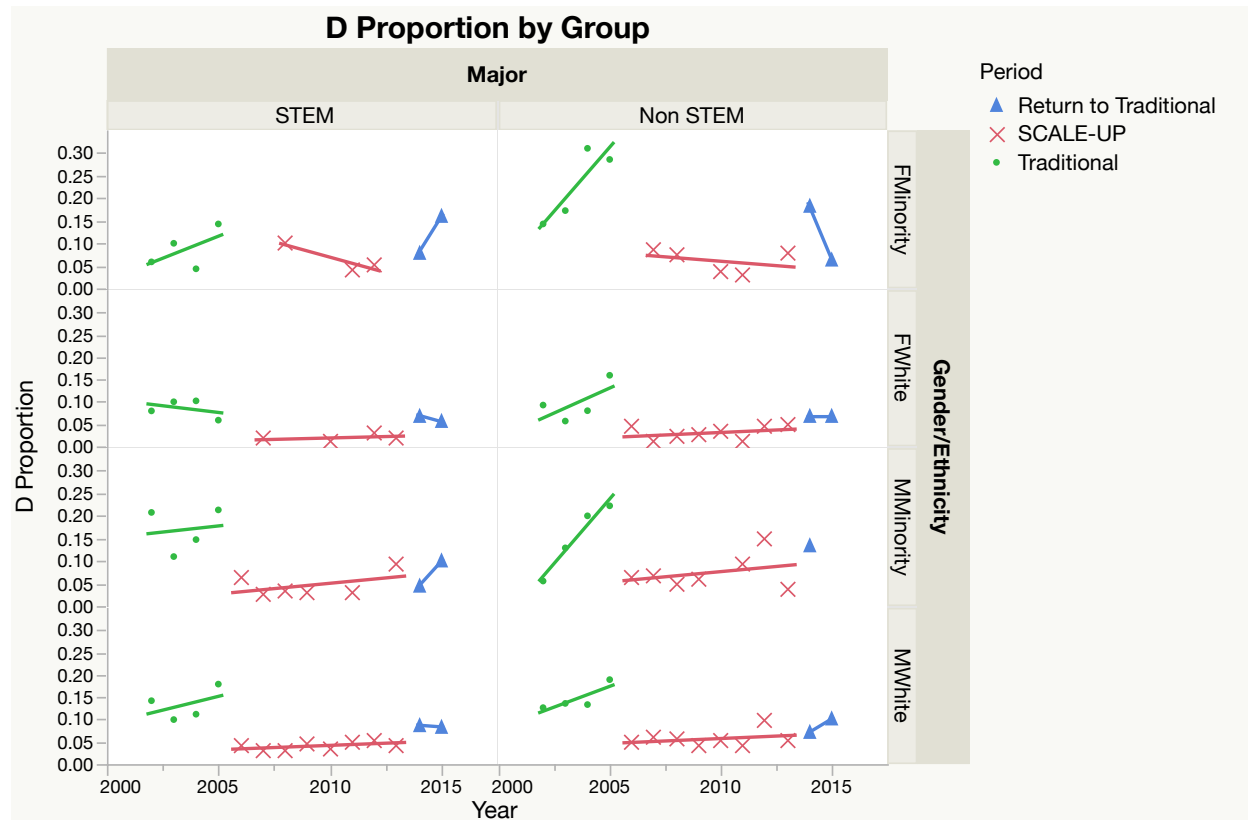 D Proportion by Group
Major
STEM
Non STEM
Period
Return to Traditional
SCALE-UP
Traditional
D Proportion
0.30
0.25
0.20
0.15
0.10
0.05
0.00
FMinority
0.30
0.25
0.20
0.15
0.10
0.05
0.00
FWhite
0.30
0.25
0.20
0.15
0.10
0.05
0.00
MMinority
0.30
0.25
0.20
0.15
0.10
0.05
0.00
MWhite
Gender/Ethnicity
2000 2005 2010 2015 2000 2005 2010 2015
Year